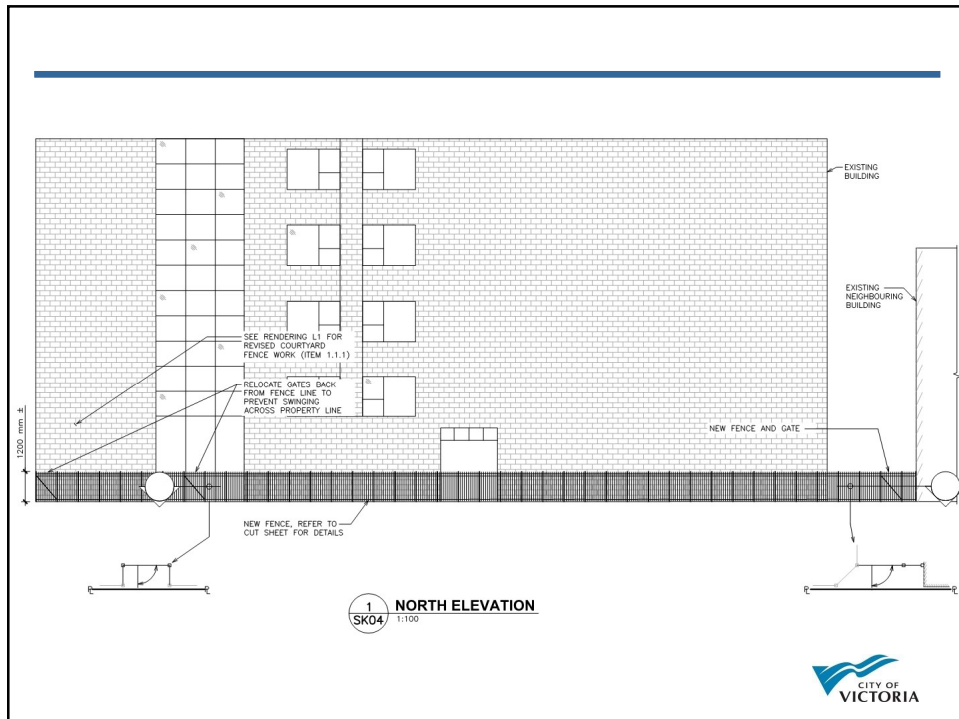 EXISTING
BUILDING
EXISTING
NEIGHBOURING
BUILDING
SEE RENDERING L1 FOR
REVISED COURTYARD
FENCE WORK (ITEM 1.1.1)
RELOCATE GATES BACK
FROM FENCE LINE TO
PREVENT SWINGING
ACROSS PROPERTY LINE
1200 mm ±
NEW FENCE AND GATE
NEW FENCE, REFER TO
CUT SHEET FOR DETAILS
1
SK04
NORTH ELEVATION
1:100
CITY OF
VICTORIA